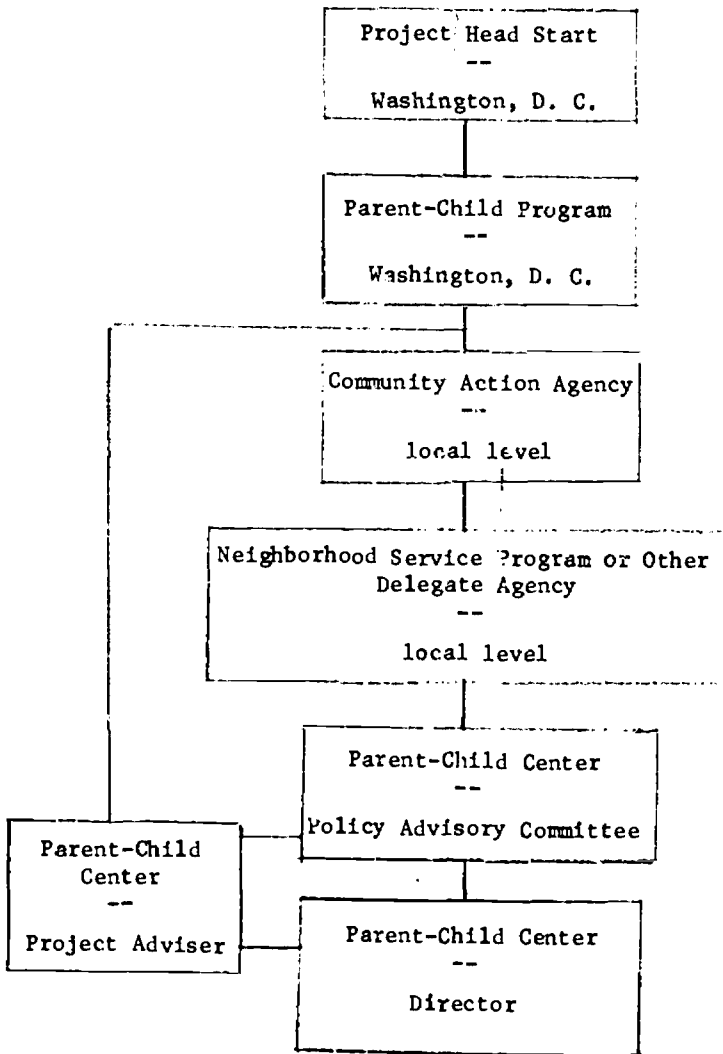 Project Head Start
--
Washington, D. C.
Parent-Child Program
--
Washington, D. C.
Community Action Agency
--
local level
Neighborhood Service Program or Other
Delegate Agency
--
local level
Parent-Child Center
--
Policy Advisory Committee
Parent-Child
Center
--
Project Adviser
Parent-Child Center
--
Director